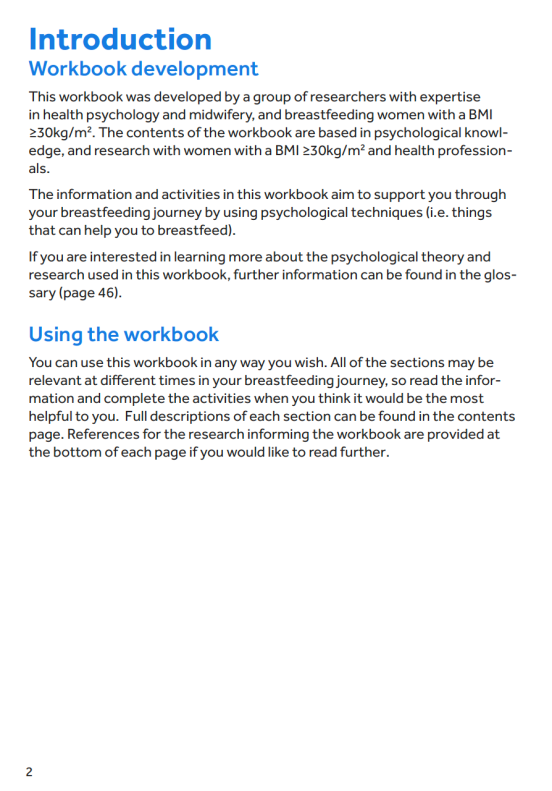 Introduction
Workbook development
This workbook was developed by a group of researchers with expertise
in health psychology and midwifery, and breastfeeding women with a BMI
≥30kg/m². The contents of the workbook are based in psychological knowl-
edge, and research with women with a BMI ≥30kg/m² and health profession-
als.
The information and activities in this workbook aim to support you through
your breastfeeding journey by using psychological techniques (i.e. things
that can help you to breastfeed).
If you are interested in learning more about the psychological theory and
research used in this workbook, further information can be found in the glos-
sary (page 46).
Using the workbook
You can use this workbook in any way you wish. All of the sections may be
relevant at different times in your breastfeeding journey, so read the infor-
mation and complete the activities when you think it would be the most
helpful to you.  Full descriptions of each section can be found in the contents
page. References for the research informing the workbook are provided at
the bottom of each page if you would like to read further.
2